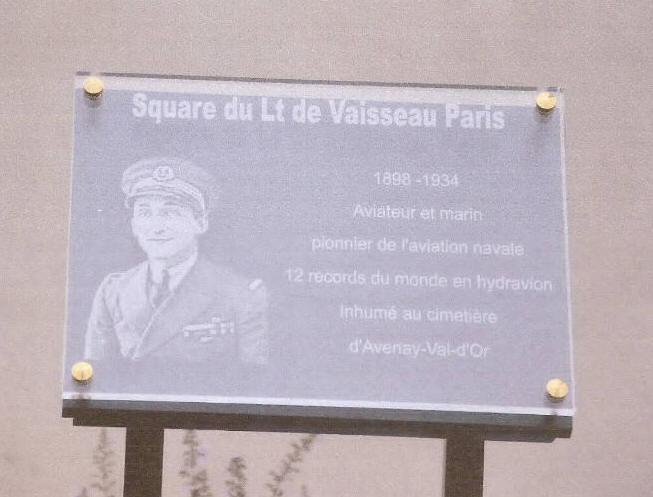 Square du Lt de Vaisseau Paris
1898 -1934
Aviateur et marin
pionnier de l'aviation navale
12 records du monde en hydravion
Inhumé au cimetière
d'Avenay-Val-d'Or